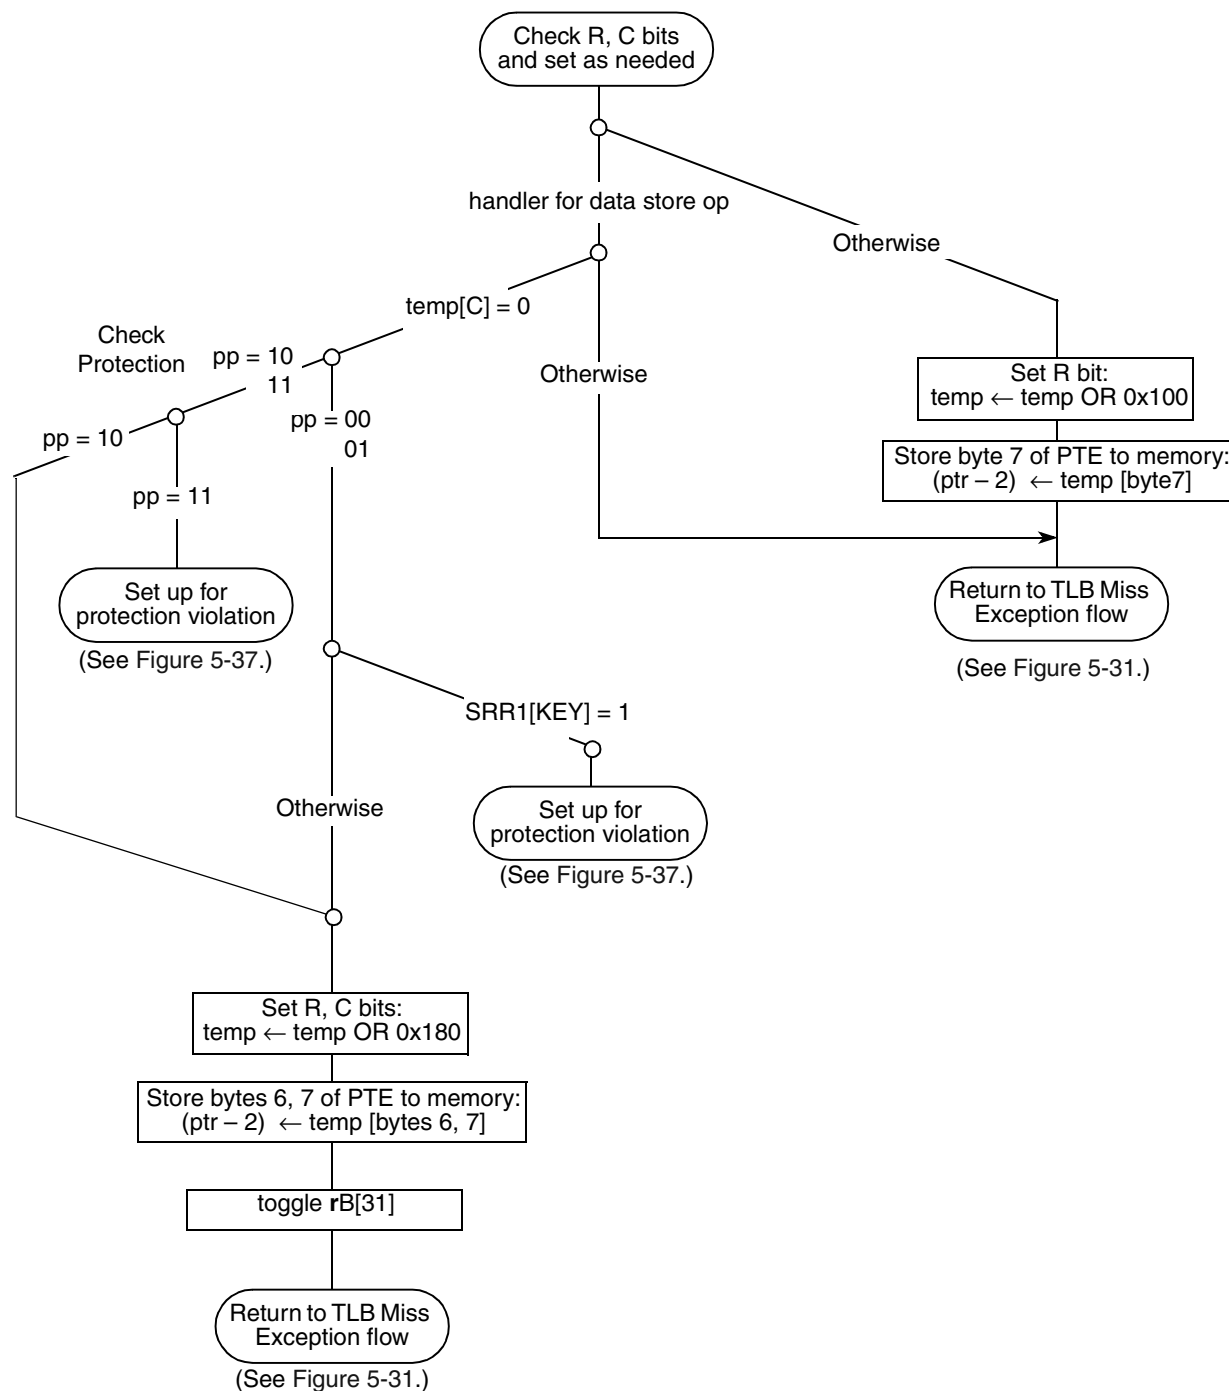 Check R, C bits
and set as needed
handler for data store op
Otherwise
temp[C] = 0
Check
Protection
pp = 10
11
Otherwise
Set R bit:
temp ← temp OR 0x100
pp = 00
01
pp = 10
Store byte 7 of PTE to memory:
(ptr – 2) ← temp [byte7]
pp = 11
Set up for
protection violation
(See Figure 5-37.)
Return to TLB Miss
Exception flow
(See Figure 5-31.)
SRR1[KEY] = 1
Otherwise
Set up for
protection violation
(See Figure 5-37.)
Set R, C bits:
temp ← temp OR 0x180
Store bytes 6, 7 of PTE to memory:
(ptr – 2) ← temp [bytes 6, 7]
toggle rB[31]
Return to TLB Miss
Exception flow
(See Figure 5-31.)